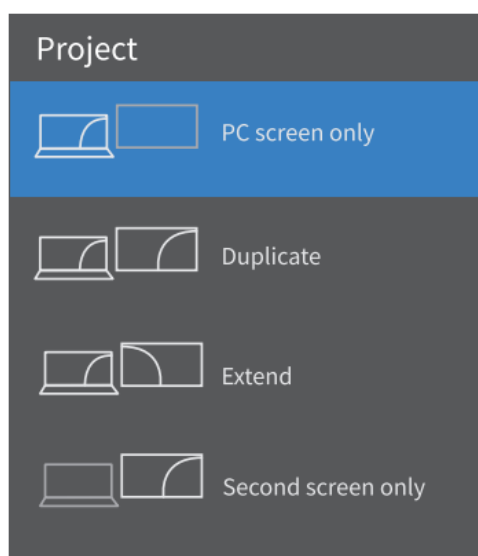 Project
PC screen only
Duplicate
Extend
Second screen only